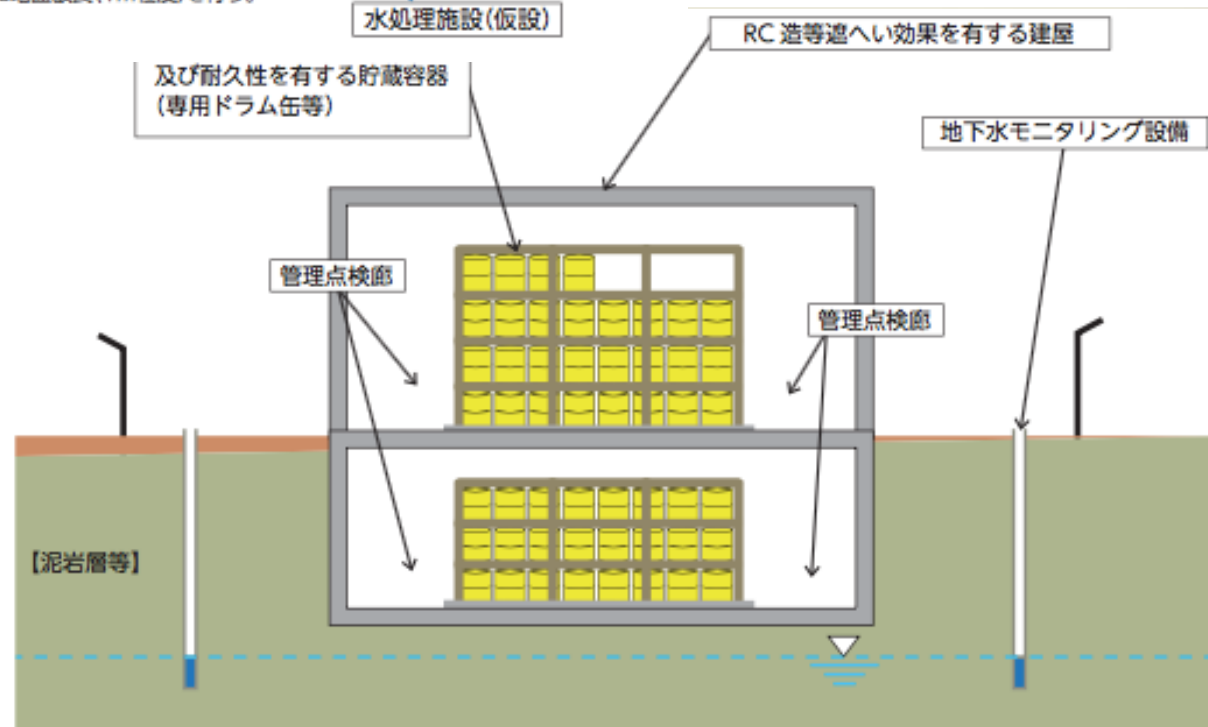 水処理施設(仮設)
RC 造等遮へい効果を有する建屋
及び耐久性を有する貯蔵容器
(専用ドラム缶等)
地下水モニタリング設備
管理点検廊
管理点検廊
【泥岩層等】